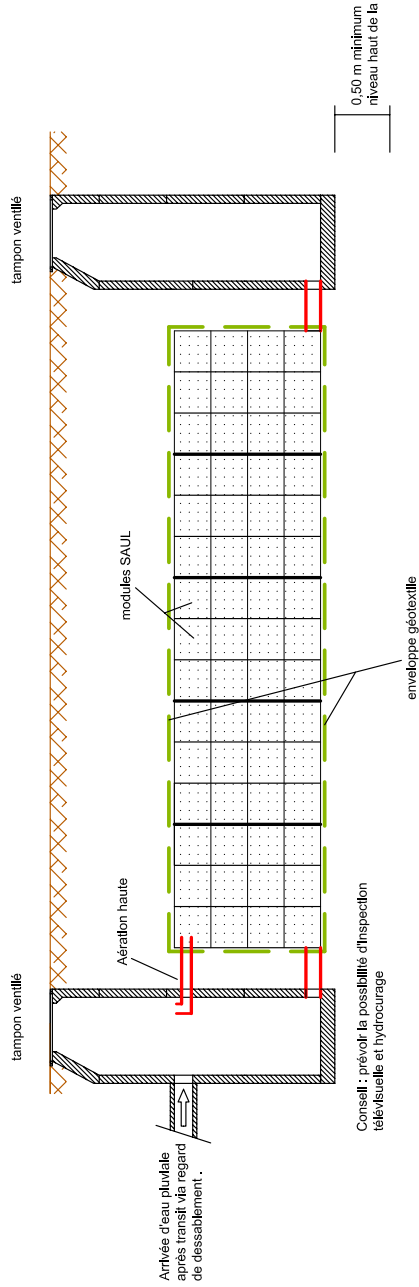 tampon ventilé
tampon ventilé
modules SAUL
Aération haute
Arrivée d'eau pluviale
après transit via regard
de dessablement .
enveloppe géotextile
Conseil : prévoir la possibilité d'inspection
télévisuelle et hydrocurage
0,50 m minimum
niveau haut de la